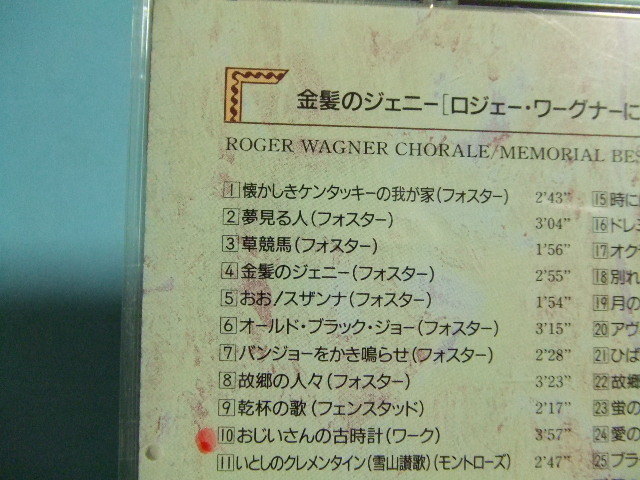 金髪のジェニー[ロジェー・ワーグナーに
ROGER WAGNER CHORALE/MEMORIAL BES
1 懐かしきケンタッキーの我が家(フォスター) 2'43"
2 夢見る人(フォスター) 3'04"
3 草競馬(フォスター) 1'56"
4 金髪のジェニー(フォスター) 2'55"
5 おお!スザンナ(フォスター) 1'54"
6 オールド・ブラック・ジョー(フォスター) 3'15"
7 バンジョーをかき鳴らせ(フォスター) 2'28"
8 故郷の人々(フォスター) 3'23"
9 乾杯の歌(フェンスタッド) 2'17"
10 おじいさんの古時計(ワーク) 3'57"
11 いとしのクレメンタイン(雪山讃歌)(モントローズ) 2'47"
15 時に
16 ドレミ
17 オク
18 別れ
19 月の
20 アヴ
21 ひば
22 故郷
23 蛍の
24 愛の
25 ブラ